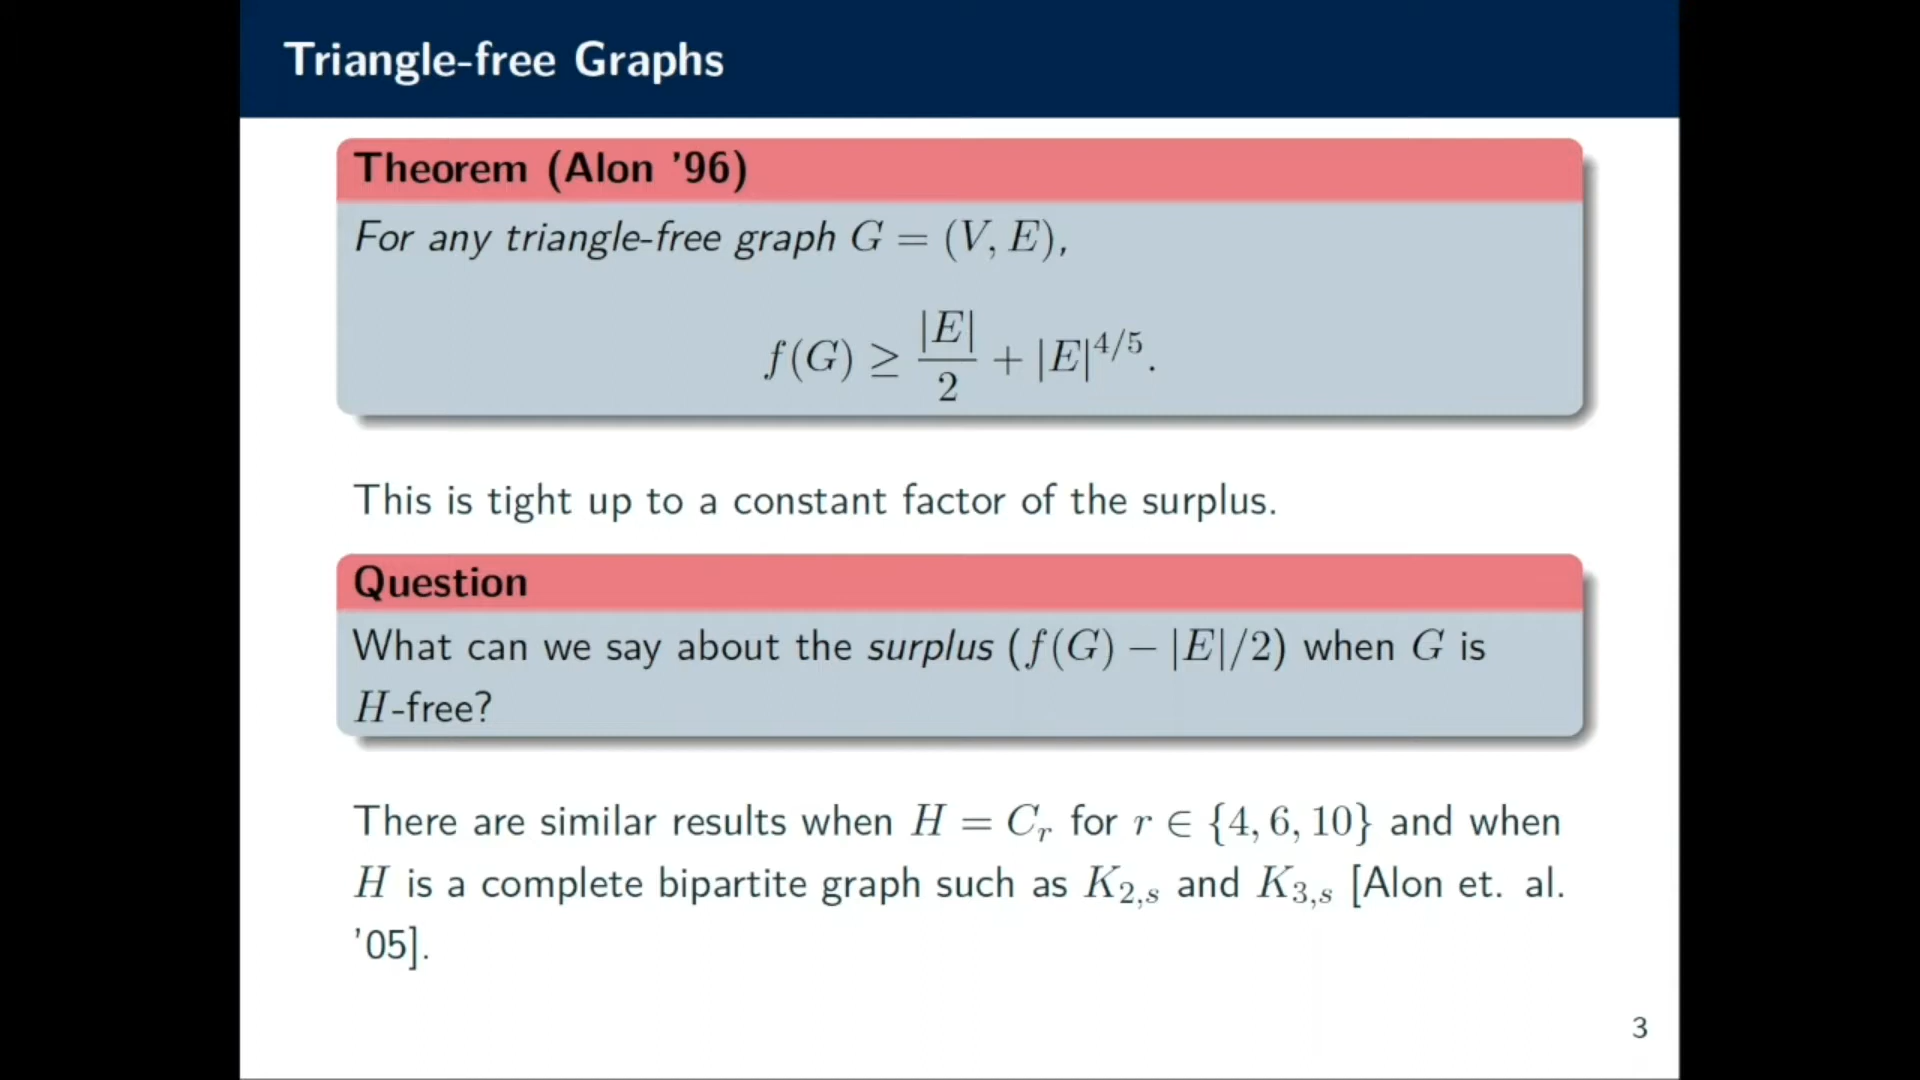 Triangle-free Graphs
Theorem (Alon '96)
For any triangle-free graph G = (V, E),
f(G) ≥ |E|/2 + |E|^{4/5}.
This is tight up to a constant factor of the surplus.
Question
What can we say about the surplus (f(G) − |E|/2) when G is
H-free?
There are similar results when H = C_r for r ∈ {4, 6, 10} and when
H is a complete bipartite graph such as K_{2,s} and K_{3,s} [Alon et. al.
'05].
3